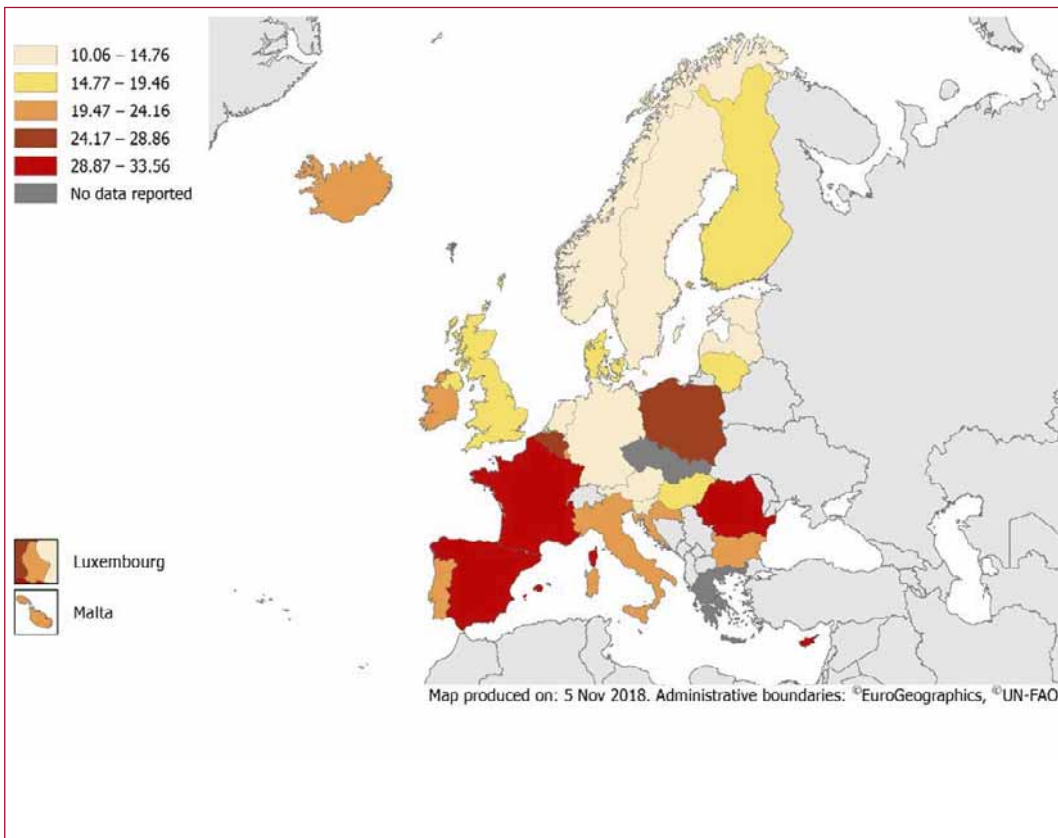 10.06 – 14.76
14.77 – 19.46
19.47 – 24.16
24.17 – 28.86
28.87 – 33.56
No data reported
Luxembourg
Malta
Map produced on: 5 Nov 2018. Administrative boundaries: ©EuroGeographics, ©UN-FAO